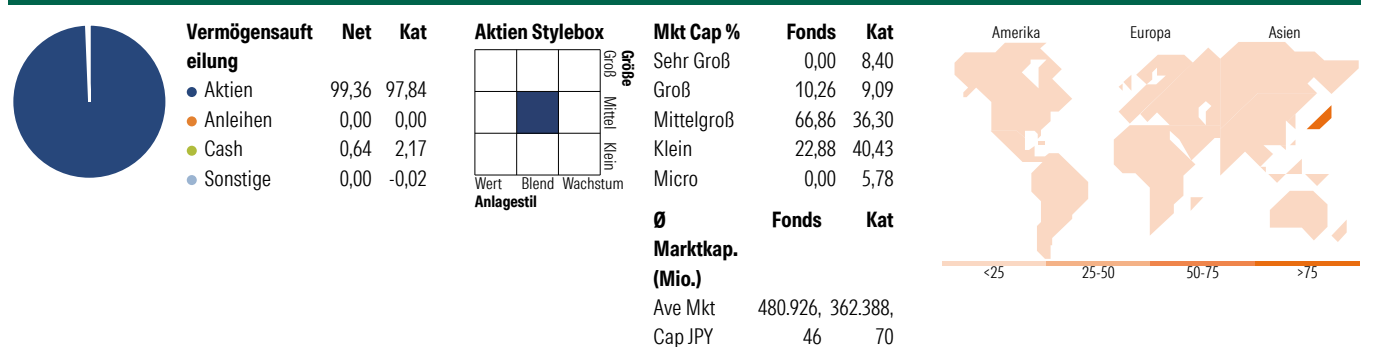 Vermögensauft Net Kat
eilung
Aktien 99,36 97,84
Anleihen 0,00 0,00
Cash 0,64 2,17
Sonstige 0,00 -0,02
Aktien Stylebox
Größe
Groß
Mittel
Klein
Wert Blend Wachstum
Anlagestil
Mkt Cap % Fonds Kat
Sehr Groß 0,00 8,40
Groß 10,26 9,09
Mittelgroß 66,86 36,30
Klein 22,88 40,43
Micro 0,00 5,78
Ø Fonds Kat
Marktkap.
(Mio.)
Ave Mkt 480.926, 362.388,
Cap JPY 46 70
Amerika Europa Asien
<25 25-50 50-75 >75